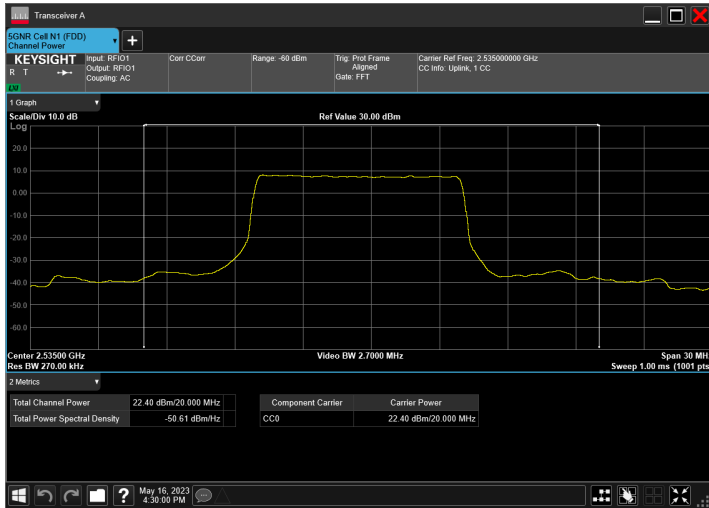 Transceiver A
5GNR Cell N1 (FDD)
Channel Power
KEYSIGHT
R T
LXI
Input: RFIO1
Output: RFIO1
Coupling: AC
Corr CCorr
Range: -60 dBm
Trig: Prot Frame
Aligned
Gate: FFT
Carrier Ref Freq: 2.535000000 GHz
CC Info: Uplink, 1 CC
1 Graph
Scale/Div 10.0 dB
Ref Value 30.00 dBm
Log
20.0
10.0
0.00
-10.0
-20.0
-30.0
-40.0
-50.0
-60.0
Center 2.53500 GHz
Video BW 2.7000 MHz
Span 30 MH
Res BW 270.00 kHz
Sweep 1.00 ms (1001 pts
2 Metrics
Total Channel Power 22.40 dBm/20.000 MHz
Total Power Spectral Density -50.61 dBm/Hz
Component Carrier Carrier Power
CC0 22.40 dBm/20.000 MHz
?
May 16, 2023
4:30:00 PM